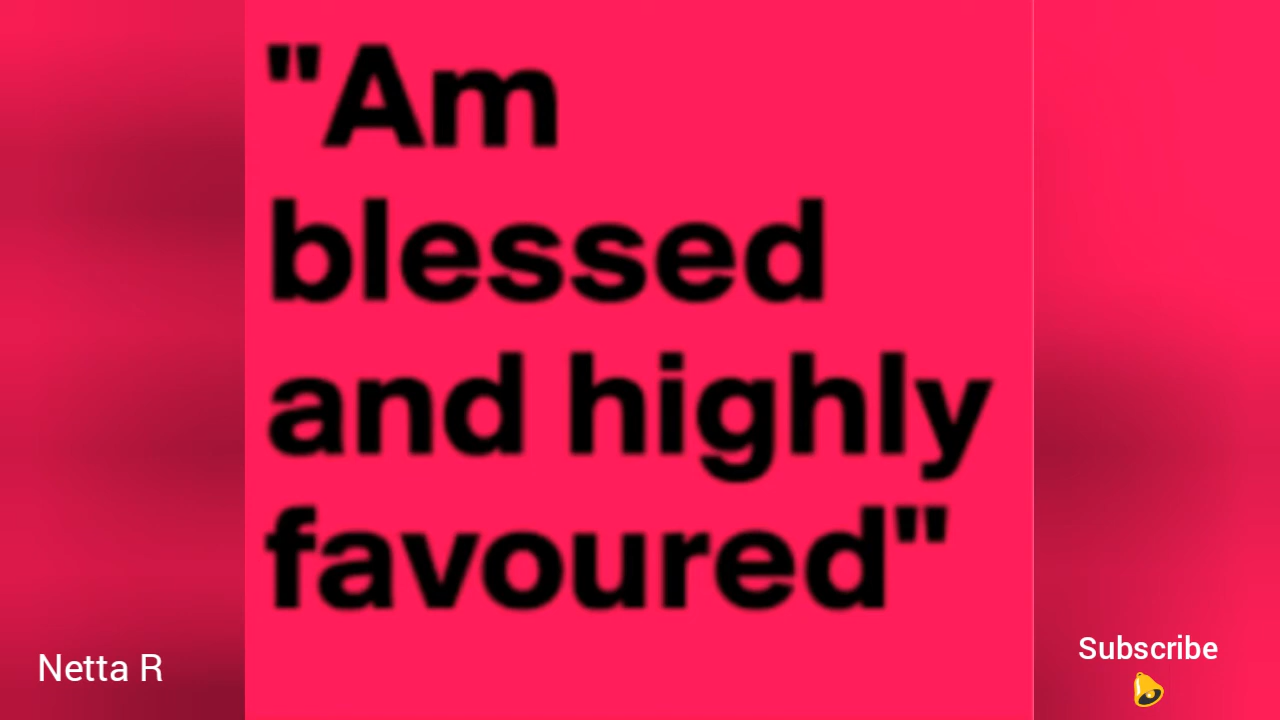 "Am
blessed
and highly
favoured"
Netta R
Subscribe